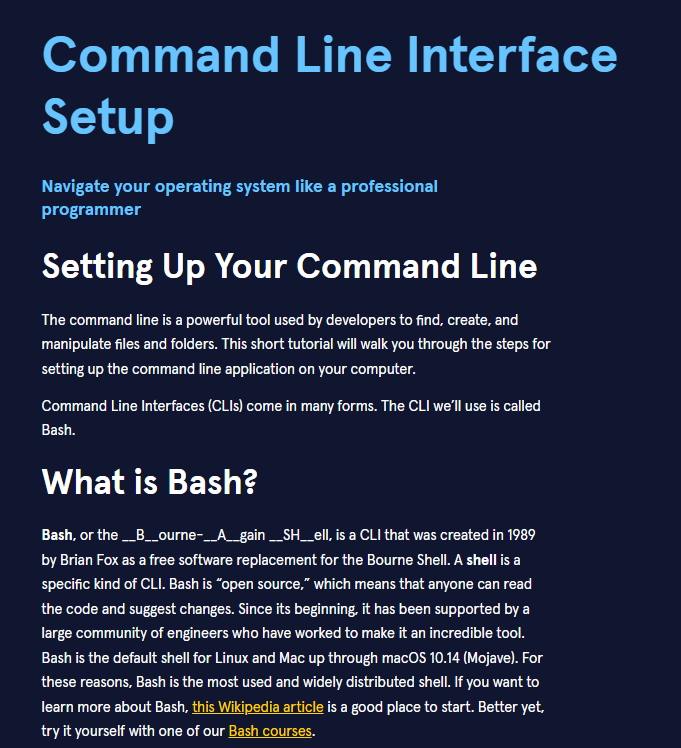 Command Line Interface
Setup
Navigate your operating system like a professional
programmer
Setting Up Your Command Line
The command line is a powerful tool used by developers to find, create, and
manipulate files and folders. This short tutorial will walk you through the steps for
setting up the command line application on your computer.
Command Line Interfaces (CLIs) come in many forms. The CLI we’ll use is called
Bash.
What is Bash?
Bash, or the __B__ourne-__A__gain __SH__ell, is a CLI that was created in 1989
by Brian Fox as a free software replacement for the Bourne Shell. A shell is a
specific kind of CLI. Bash is “open source,” which means that anyone can read
the code and suggest changes. Since its beginning, it has been supported by a
large community of engineers who have worked to make it an incredible tool.
Bash is the default shell for Linux and Mac up through macOS 10.14 (Mojave). For
these reasons, Bash is the most used and widely distributed shell. If you want to
learn more about Bash, this Wikipedia article is a good place to start. Better yet,
try it yourself with one of our Bash courses.